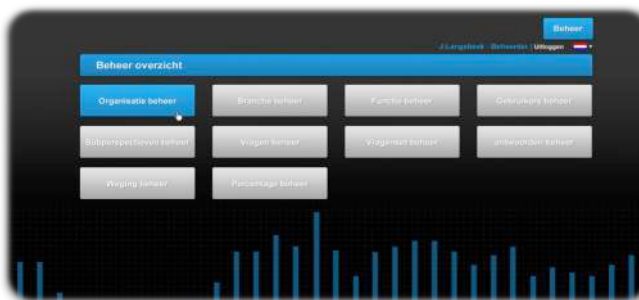 Beheer
J.Langebeek - Beheerder | Uitloggen
Beheer overzicht
Organisatie beheer
Branche beheer
Functie beheer
Gebruikers beheer
Subperspectieven beheer
Vragen beheer
Vragenset beheer
antwoorden beheer
Weging beheer
Percentage beheer